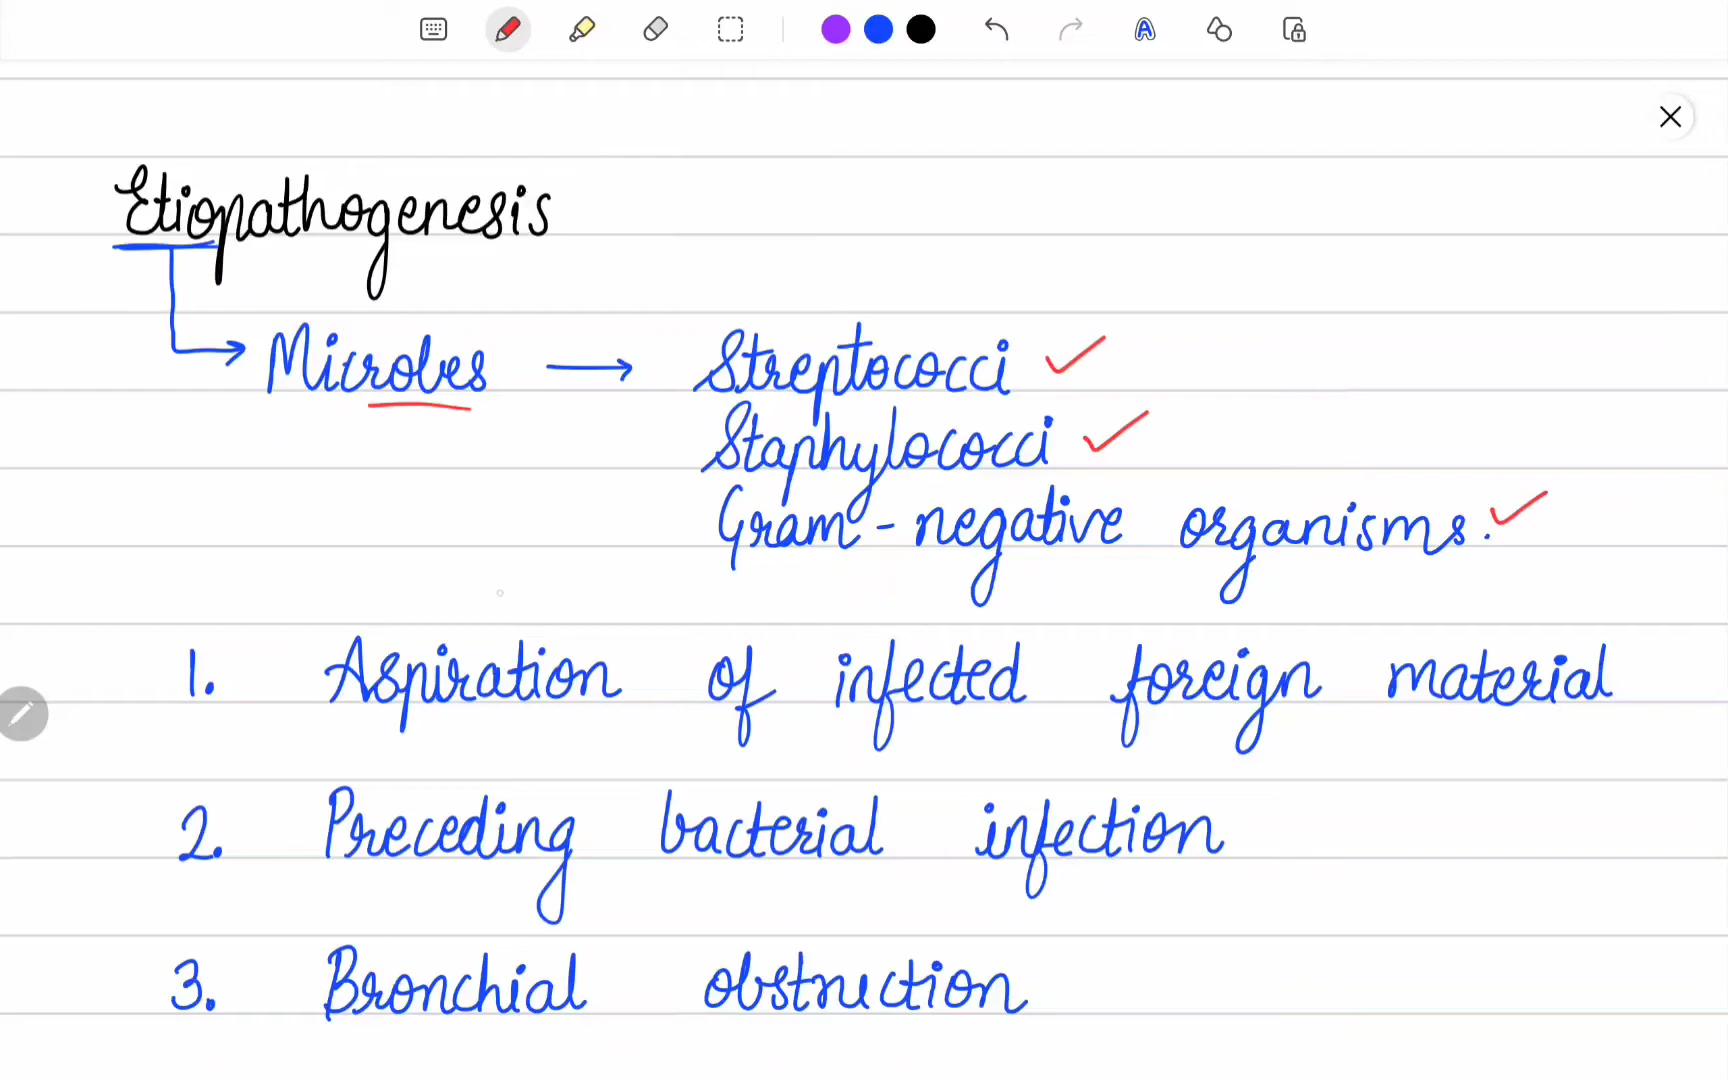 Etiopathogenesis
Microbes → Streptococci ✓
Staphylococci ✓
Gram-negative organisms. ✓
1. Aspiration of infected foreign material
2. Preceding bacterial infection
3. Bronchial obstruction